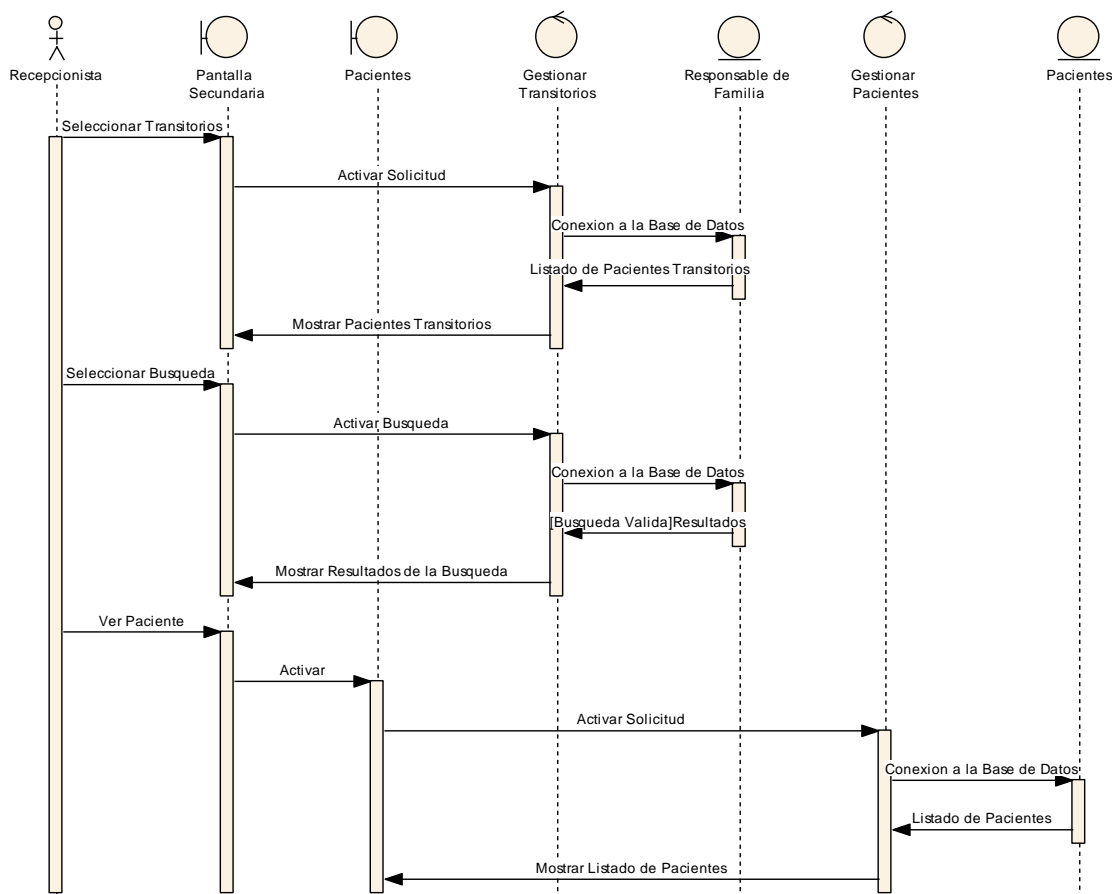 Recepcionista
Pantalla
Secundaria
Pacientes
Gestionar
Transitorios
Responsable de
Familia
Gestionar
Pacientes
Pacientes
Seleccionar Transitorios
Activar Solicitud
Conexion a la Base de Datos
Listado de Pacientes Transitorios
Mostrar Pacientes Transitorios
Seleccionar Busqueda
Activar Busqueda
Conexion a la Base de Datos
[Busqueda Valida]Resultados
Mostrar Resultados de la Busqueda
Ver Paciente
Activar
Activar Solicitud
Conexion a la Base de Datos
Listado de Pacientes
Mostrar Listado de Pacientes